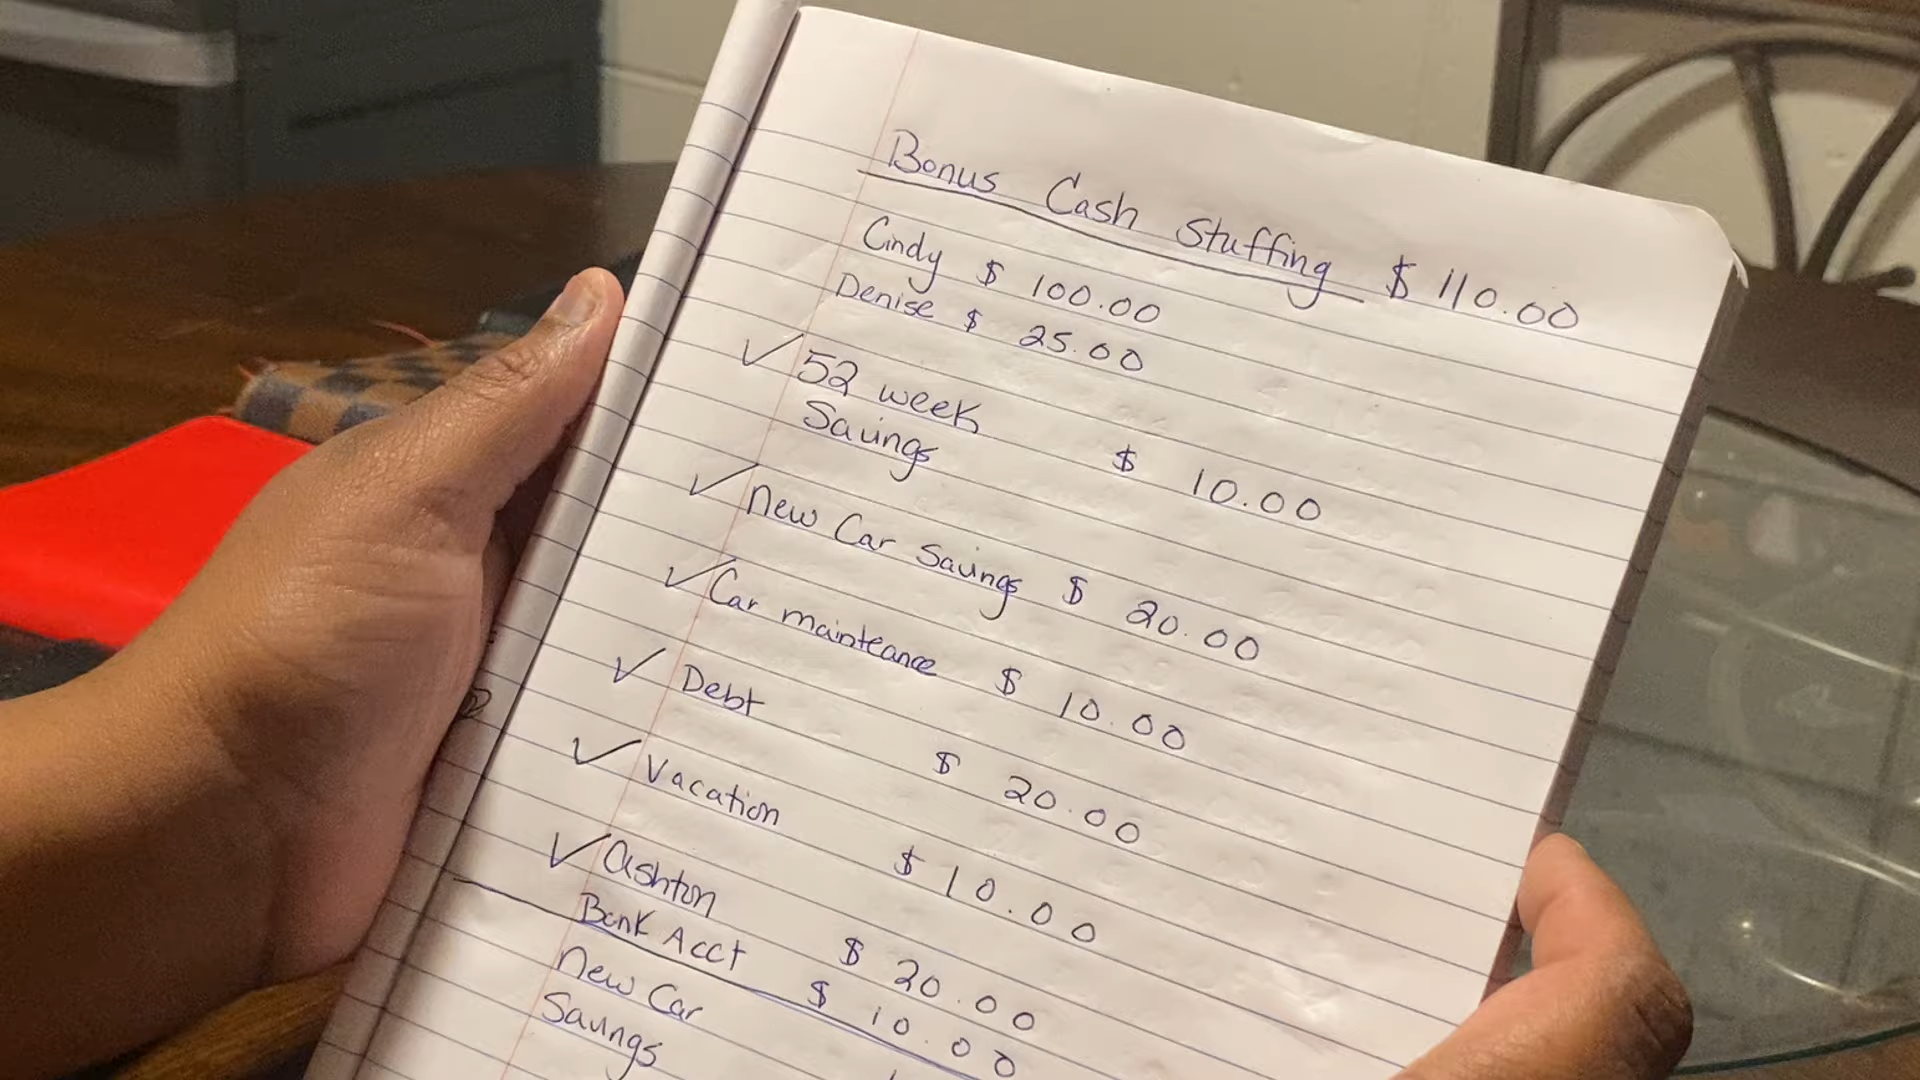 Bonus Cash Stuffing $ 110.00
Cindy $ 100.00
Denise $ 25.00
✓ 52 week
Savings $ 10.00
✓ New Car Savings $ 20.00
✓ Car mainteance $ 10.00
✓ Debt $ 20.00
✓ Vacation $ 10.00
✓ Ashton $ 20.00
Bank Acct $ 10.00
New Car
Savings